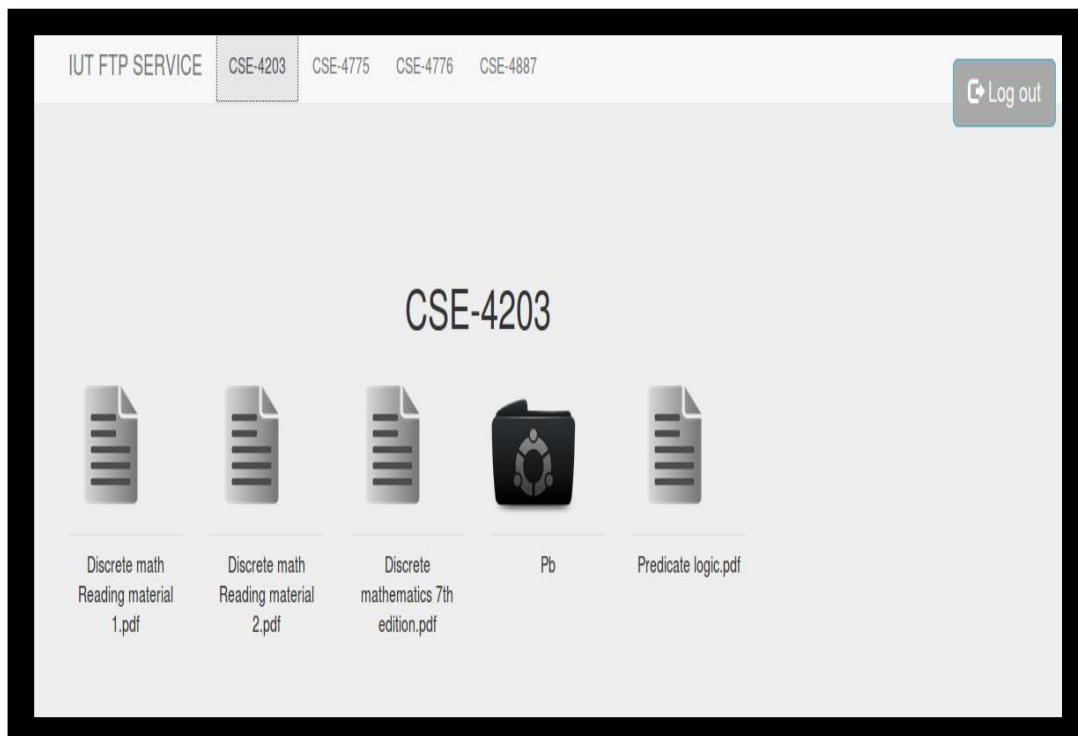 IUT FTP SERVICE CSE-4203 CSE-4775 CSE-4776 CSE-4887
Log out
CSE-4203
Discrete math
Reading material
1.pdf
Discrete math
Reading material
2.pdf
Discrete
mathematics 7th
edition.pdf
Pb
Predicate logic.pdf